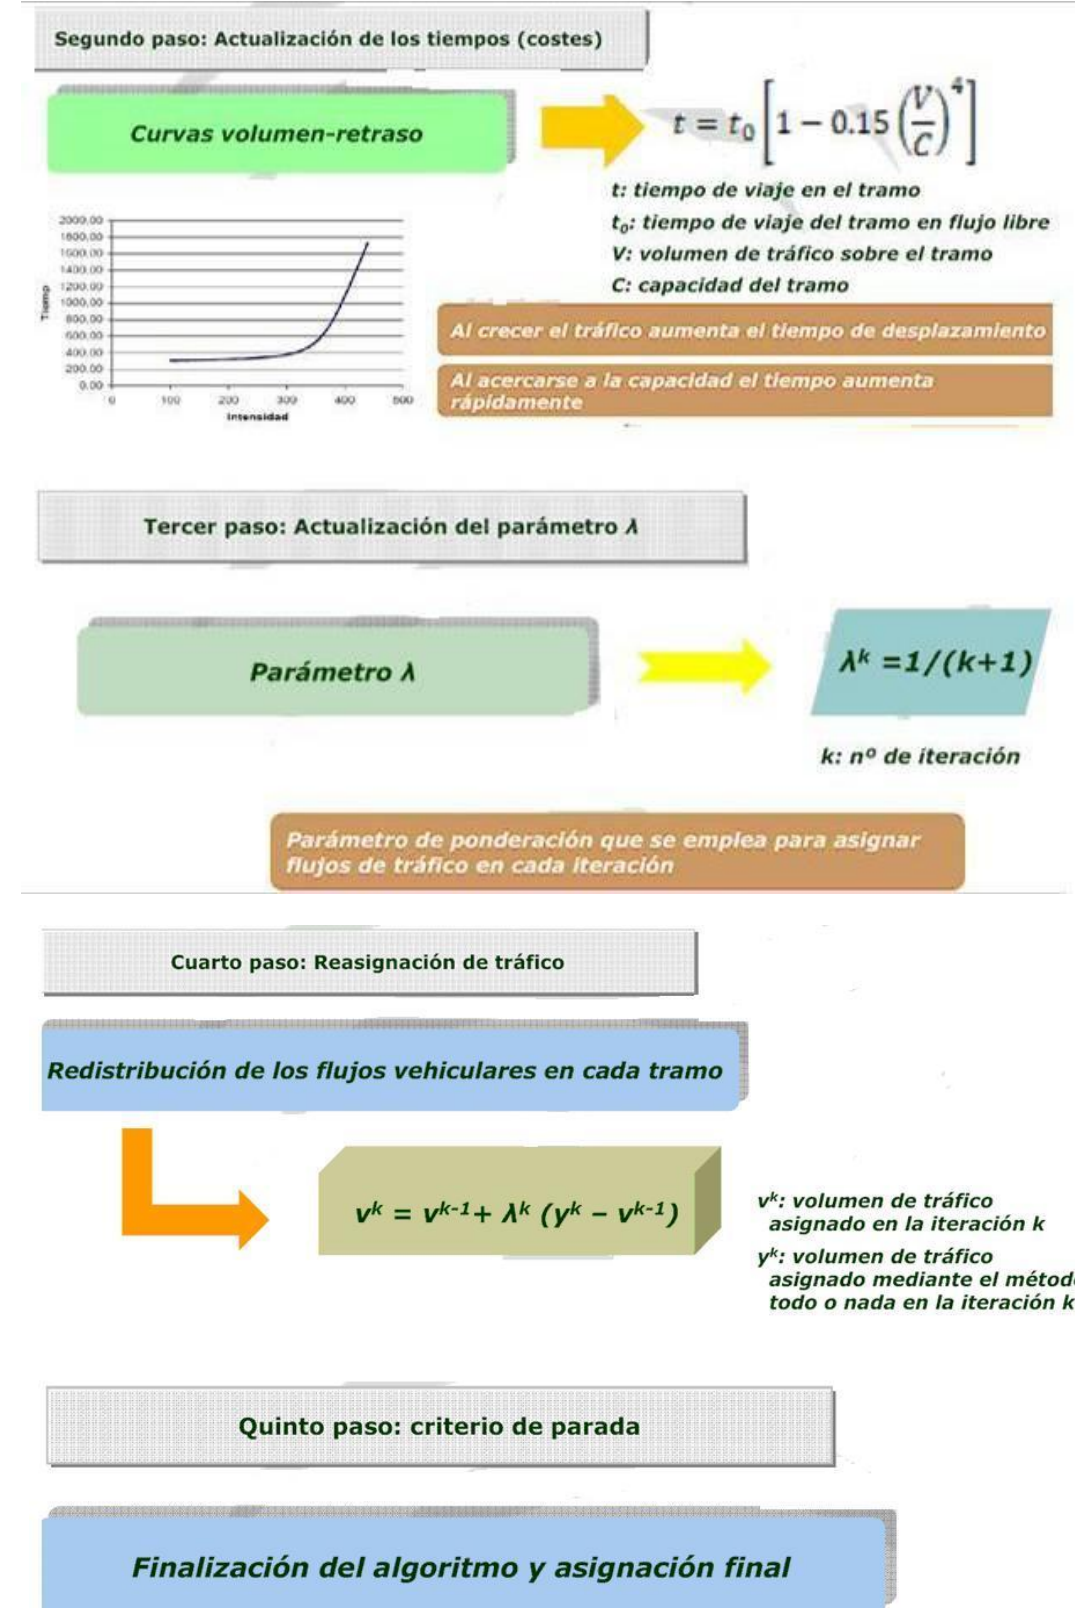 Segundo paso: Actualización de los tiempos (costes)
Curvas volumen-retraso
t = t₀ [1 − 0.15 (V/C)⁴]
t: tiempo de viaje en el tramo
t₀: tiempo de viaje del tramo en flujo libre
V: volumen de tráfico sobre el tramo
C: capacidad del tramo
2000,00
1800,00
1600,00
1400,00
1200,00
1000,00
800,00
600,00
400,00
200,00
0,00
Tiemp
0 100 200 300 400 500
Intensidad
Al crecer el tráfico aumenta el tiempo de desplazamiento
Al acercarse a la capacidad el tiempo aumenta
rápidamente
Tercer paso: Actualización del parámetro λ
Parámetro λ
λᵏ =1/(k+1)
k: nº de iteración
Parámetro de ponderación que se emplea para asignar
flujos de tráfico en cada iteración
Cuarto paso: Reasignación de tráfico
Redistribución de los flujos vehiculares en cada tramo
vᵏ = vᵏ⁻¹+ λᵏ (yᵏ − vᵏ⁻¹)
vᵏ: volumen de tráfico
asignado en la iteración k
yᵏ: volumen de tráfico
asignado mediante el métod
todo o nada en la iteración k
Quinto paso: criterio de parada
Finalización del algoritmo y asignación final